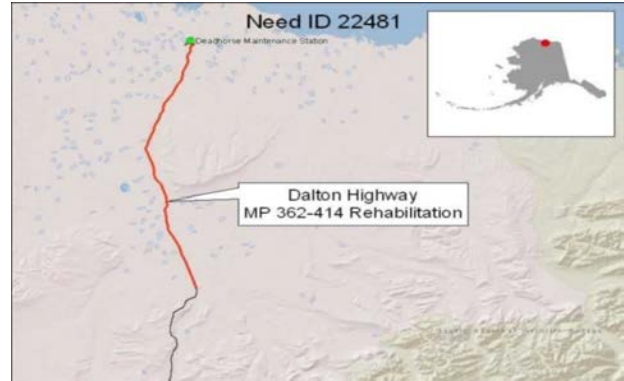 Need ID 22481
Deadhorse Maintenance Station
Dalton Highway
MP 362-414 Rehabilitation